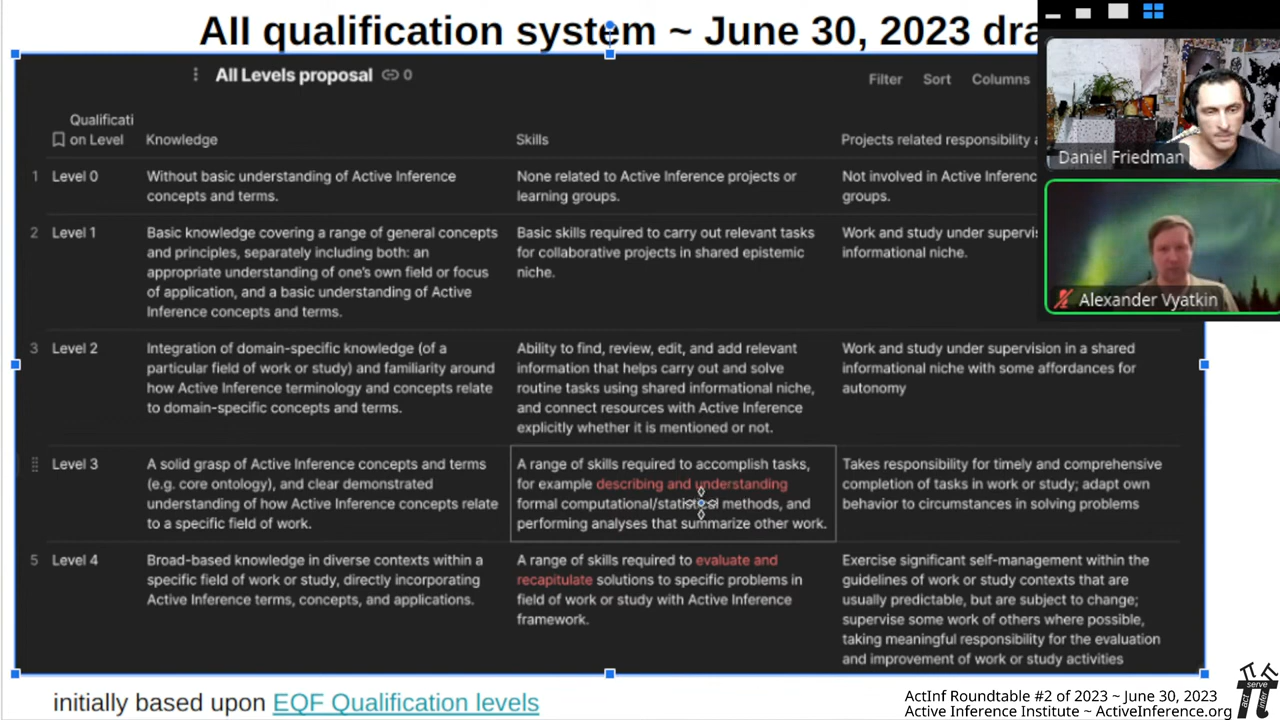 AII qualification system ~ June 30, 2023 dra
All Levels proposal 0
Filter Sort Columns
Qualificati
on Level Knowledge Skills Projects related responsibility a
1 Level 0 Without basic understanding of Active Inference None related to Active Inference projects or Not involved in Active Inferenc
concepts and terms. learning groups. groups.
2 Level 1 Basic knowledge covering a range of general concepts Basic skills required to carry out relevant tasks Work and study under supervis
and principles, separately including both: an for collaborative projects in shared epistemic informational niche.
appropriate understanding of one's own field or focus niche.
of application, and a basic understanding of Active
Inference concepts and terms.
3 Level 2 Integration of domain-specific knowledge (of a Ability to find, review, edit, and add relevant Work and study under supervision in a shared
particular field of work or study) and familiarity around information that helps carry out and solve informational niche with some affordances for
how Active Inference terminology and concepts relate routine tasks using shared informational niche, autonomy
to domain-specific concepts and terms. and connect resources with Active Inference
explicitly whether it is mentioned or not.
Level 3 A solid grasp of Active Inference concepts and terms A range of skills required to accomplish tasks, Takes responsibility for timely and comprehensive
(e.g. core ontology), and clear demonstrated for example describing and understanding completion of tasks in work or study; adapt own
understanding of how Active Inference concepts relate formal computational/statistical methods, and behavior to circumstances in solving problems
to a specific field of work. performing analyses that summarize other work.
5 Level 4 Broad-based knowledge in diverse contexts within a A range of skills required to evaluate and Exercise significant self-management within the
specific field of work or study, directly incorporating recapitulate solutions to specific problems in guidelines of work or study contexts that are
Active Inference terms, concepts, and applications. field of work or study with Active Inference usually predictable, but are subject to change;
framework. supervise some work of others where possible,
taking meaningful responsibility for the evaluation
and improvement of work or study activities
initially based upon EQF Qualification levels
Daniel Friedman
Alexander Vyatkin
ActInf Roundtable #2 of 2023 ~ June 30, 2023
Active Inference Institute ~ ActiveInference.org
serve
act
inf